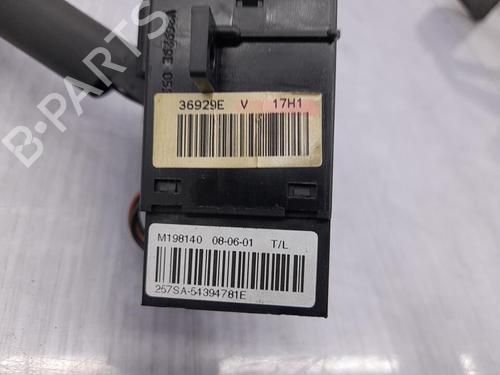 36929E V 17H1
M198140 08-06-01 T/L
257SA-54394781E
B-PARTS